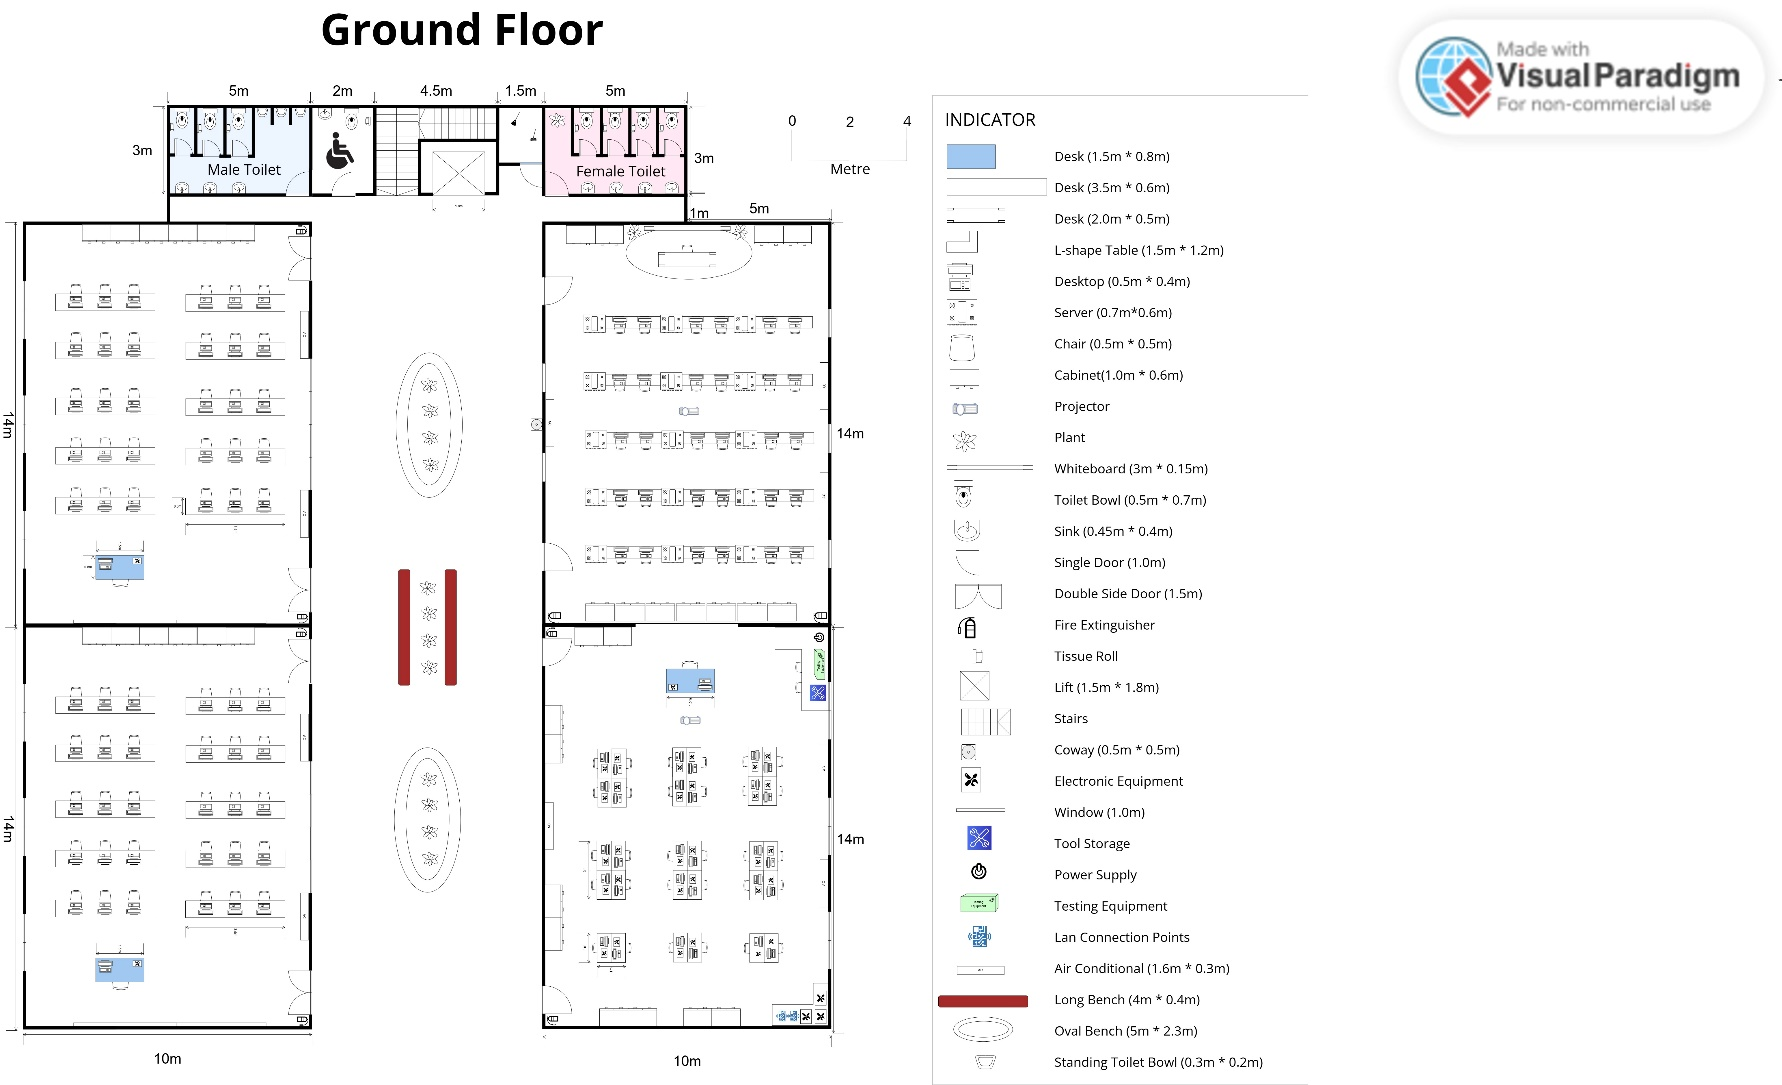 Ground Floor
Made with
Visual Paradigm
For non-commercial use
5m
2m
4.5m
1.5m
5m
3m
Male Toilet
Female Toilet
3m
0
2
4
Metre
1m
5m
14m
14m
14m
14m
10m
10m
INDICATOR
Desk (1.5m * 0.8m)
Desk (3.5m * 0.6m)
Desk (2.0m * 0.5m)
L-shape Table (1.5m * 1.2m)
Desktop (0.5m * 0.4m)
Server (0.7m*0.6m)
Chair (0.5m * 0.5m)
Cabinet(1.0m * 0.6m)
Projector
Plant
Whiteboard (3m * 0.15m)
Toilet Bowl (0.5m * 0.7m)
Sink (0.45m * 0.4m)
Single Door (1.0m)
Double Side Door (1.5m)
Fire Extinguisher
Tissue Roll
Lift (1.5m * 1.8m)
Stairs
Coway (0.5m * 0.5m)
Electronic Equipment
Window (1.0m)
Tool Storage
Power Supply
Testing Equipment
Lan Connection Points
Air Conditional (1.6m * 0.3m)
Long Bench (4m * 0.4m)
Oval Bench (5m * 2.3m)
Standing Toilet Bowl (0.3m * 0.2m)